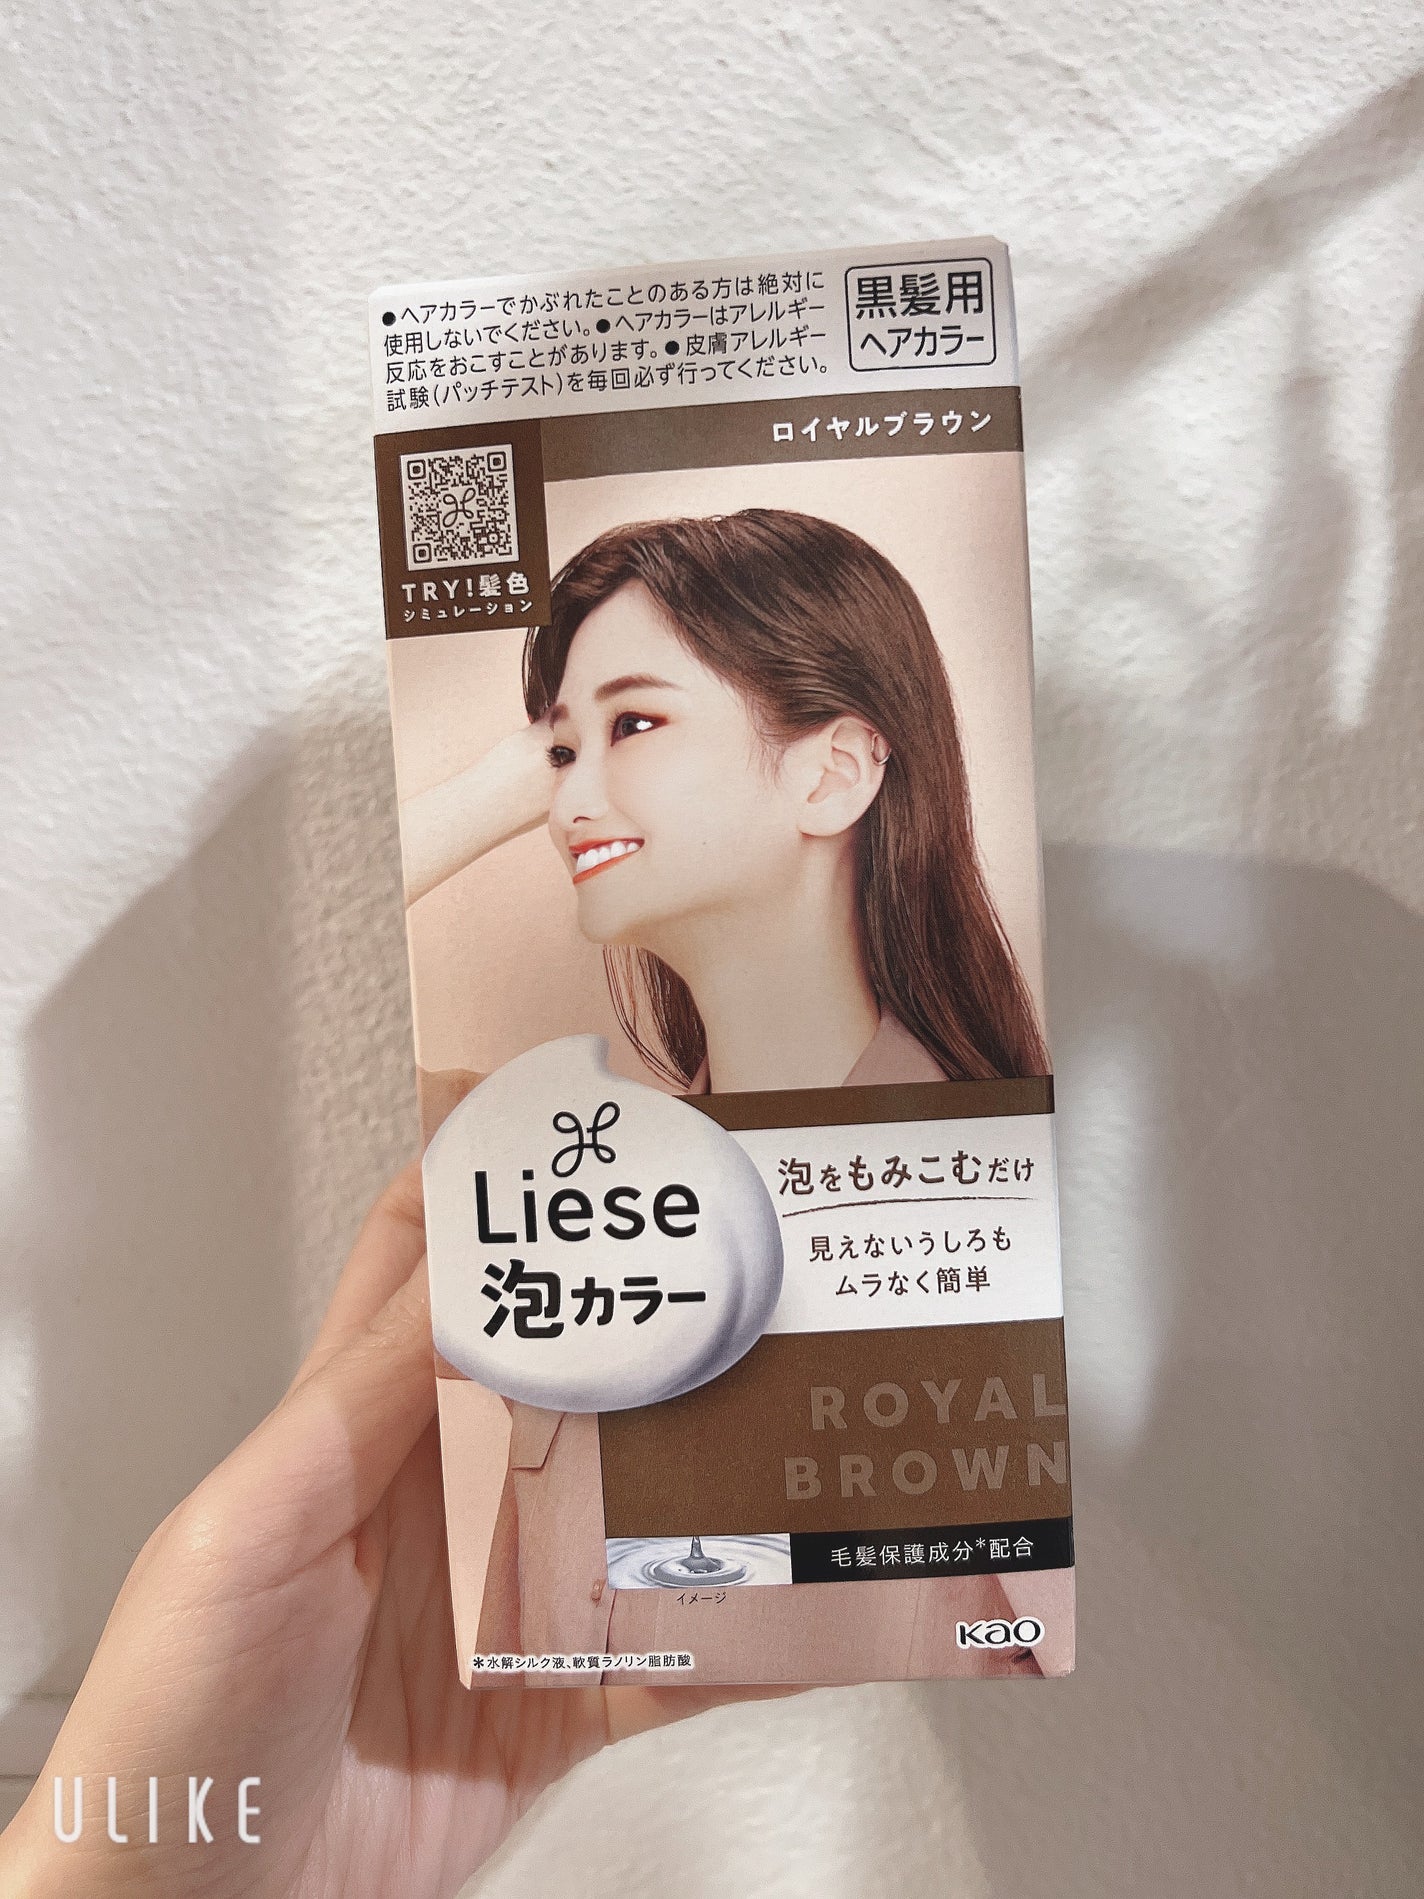 ●ヘアカラーでかぶれたことのある方は絶対に
使用しないでください。●ヘアカラーはアレルギー
反応をおこすことがあります。●皮膚アレルギー
試験(パッチテスト)を毎回必ず行ってください。
黒髪用
ヘアカラー
ロイヤルブラウン
TRY!髪色
シミュレーション
Liese
泡カラー
泡をもみこむだけ
見えないうしろも
ムラなく簡単
ROYAL
BROWN
毛髪保護成分*配合
イメージ
Kao
*水解シルク液、軟質ラノリン脂肪酸
ULIKE